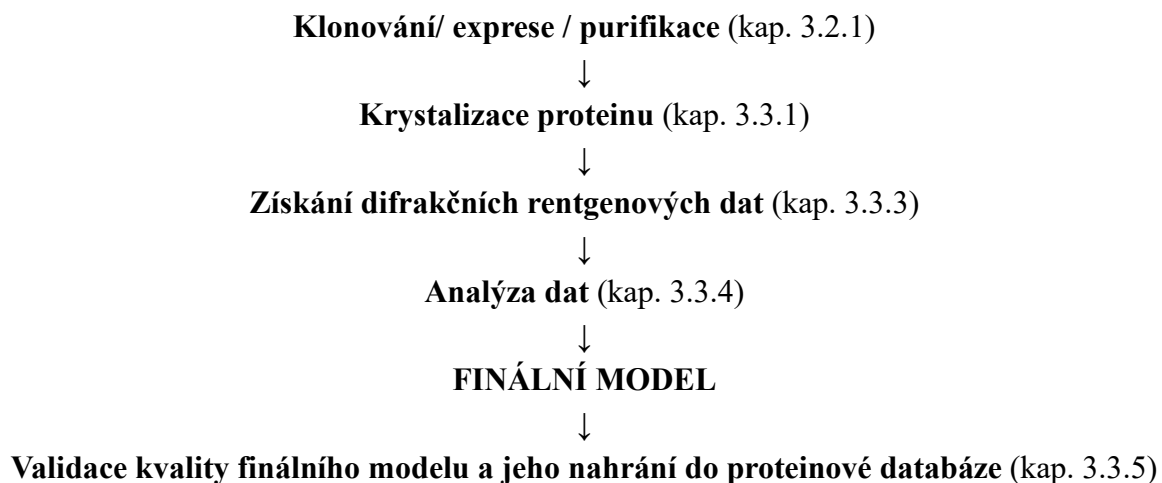 Klonování/ exprese / purifikace (kap. 3.2.1)
↓
Krystalizace proteinu (kap. 3.3.1)
↓
Získání difrakčních rentgenových dat (kap. 3.3.3)
↓
Analýza dat (kap. 3.3.4)
↓
FINÁLNÍ MODEL
↓
Validace kvality finálního modelu a jeho nahrání do proteinové databáze (kap. 3.3.5)